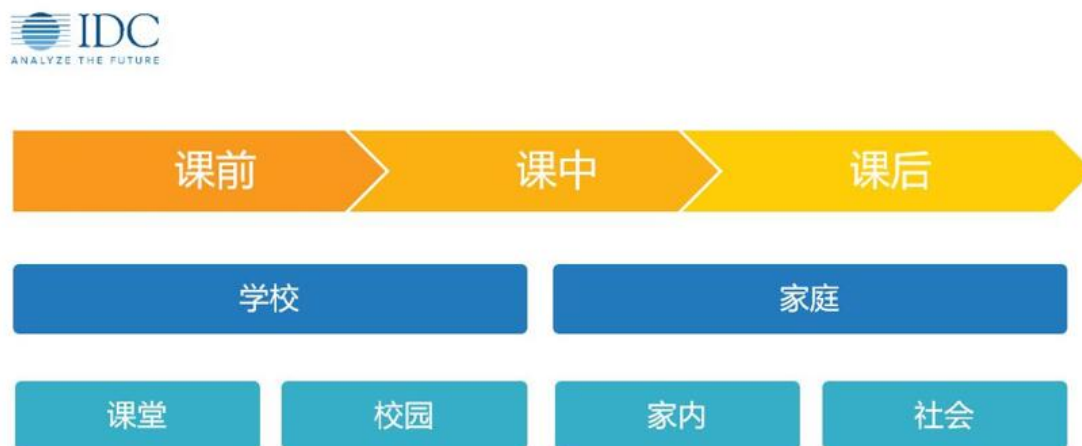 IDC
ANALYZE THE FUTURE
课前 课中 课后
学校 家庭
课堂 校园 家内 社会